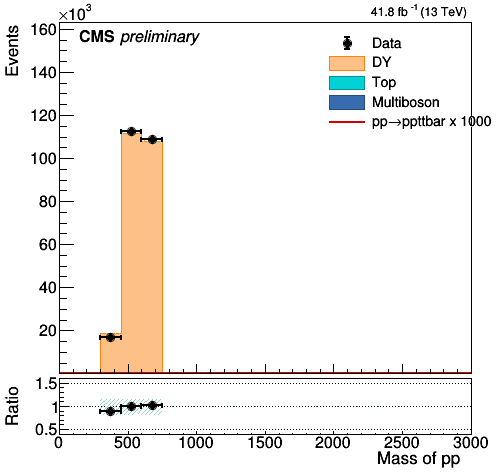 ×10³
41.8 fb⁻¹ (13 TeV)
Events
CMS preliminary
160
140
120
100
80
60
40
20
Data
DY
Top
Multiboson
pp→ppttbar x 1000
Ratio
1.5
1
0.5
0 500 1000 1500 2000 2500 3000
Mass of pp